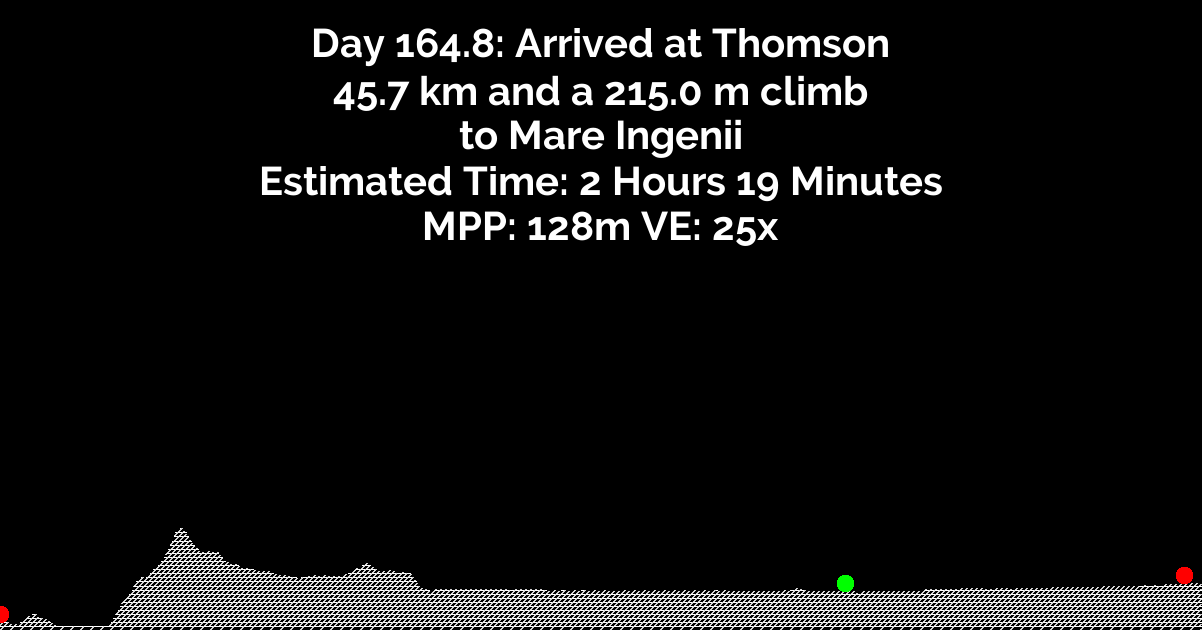 Day 164.8: Arrived at Thomson
45.7 km and a 215.0 m climb
to Mare Ingenii
Estimated Time: 2 Hours 19 Minutes
MPP: 128m VE: 25x